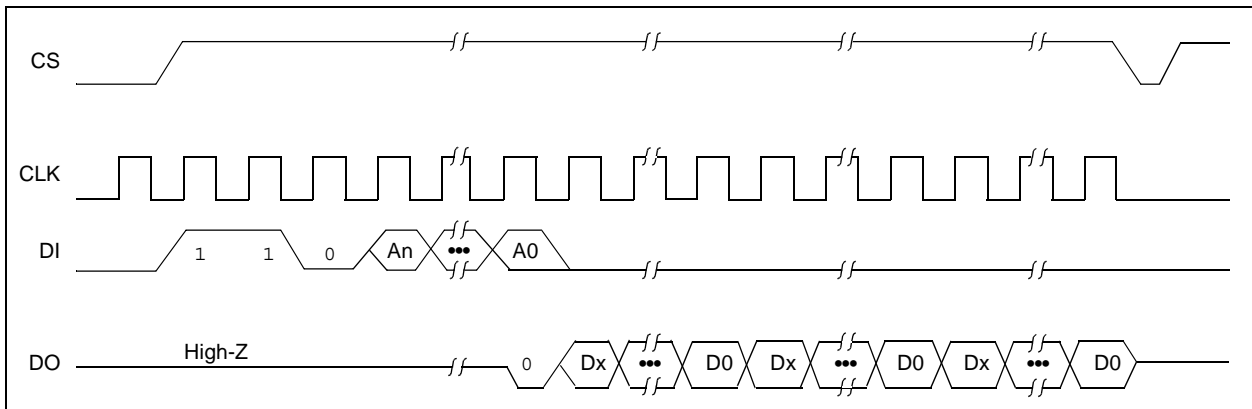 CS
CLK
DI 1 1 0 An ••• A0
High-Z
DO 0 Dx ••• D0 Dx ••• D0 Dx ••• D0